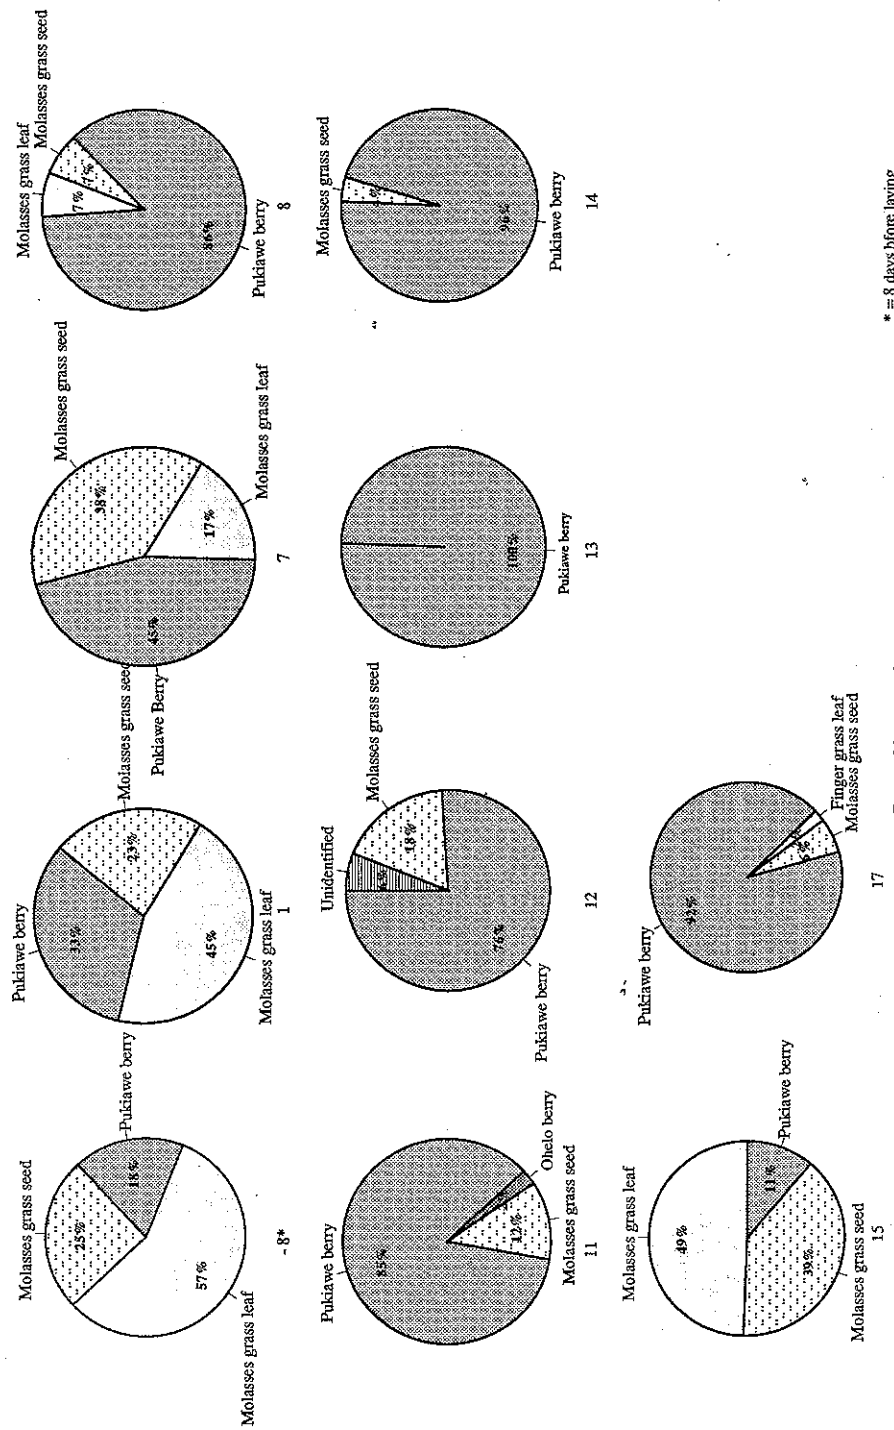 Molasses grass seed
25%
Pukiawe berry
18%
57%
Molasses grass leaf
-8*
Pukiawe berry
33%
Molasses grass seed
23%
45%
Molasses grass leaf
1
Molasses grass seed
38%
Molasses grass leaf
17%
45%
Pukiawe Berry
7
Molasses grass leaf
7%
Molasses grass seed
7%
86%
Pukiawe berry
8
Pukiawe berry
85%
Ohelo berry
12%
Molasses grass seed
11
Unidentified
6%
Molasses grass seed
18%
76%
Pukiawe berry
12
100%
Pukiawe berry
13
Molasses grass seed
96%
Pukiawe berry
14
Molasses grass leaf
49%
Pukiawe berry
11%
39%
Molasses grass seed
15
Pukiawe berry
92%
Finger grass leaf
Molasses grass seed
17
* = 8 days bfore laying